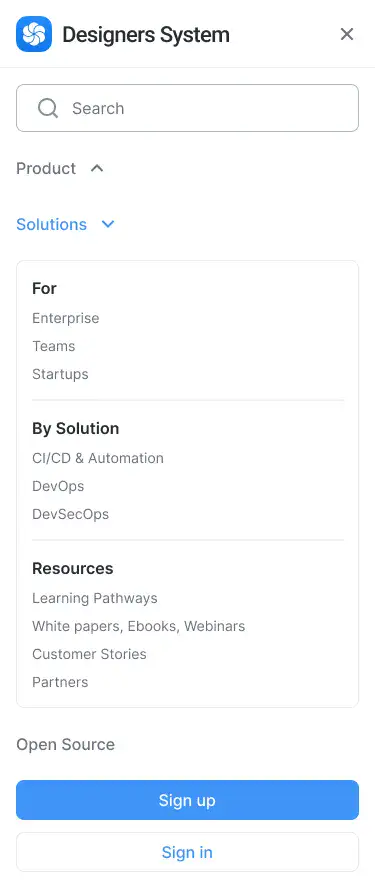 Designers System
Search
Product
Solutions
For
Enterprise
Teams
Startups
By Solution
CI/CD & Automation
DevOps
DevSecOps
Resources
Learning Pathways
White papers, Ebooks, Webinars
Customer Stories
Partners
Open Source
Sign up
Sign in